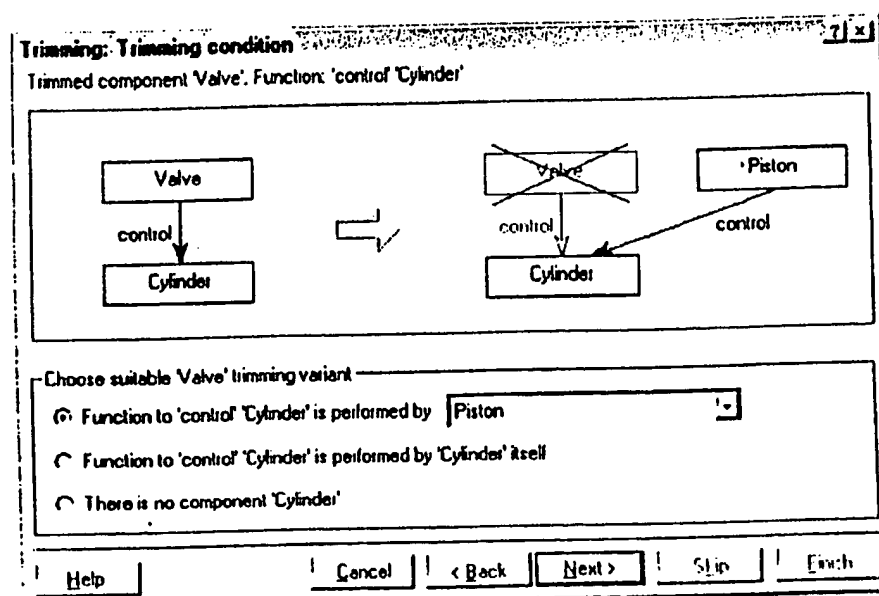 Trimming: Trimming condition
? ×
Trimmed component 'Valve'. Function: 'control' 'Cylinder'
Valve
control
Cylinder
Valve
Piston
control
control
Cylinder
Choose suitable 'Valve' trimming variant
Function to 'control' 'Cylinder' is performed by Piston
Function to 'control' 'Cylinder' is performed by 'Cylinder' itself
There is no component 'Cylinder'
Help Cancel < Back Next > Skip Finish